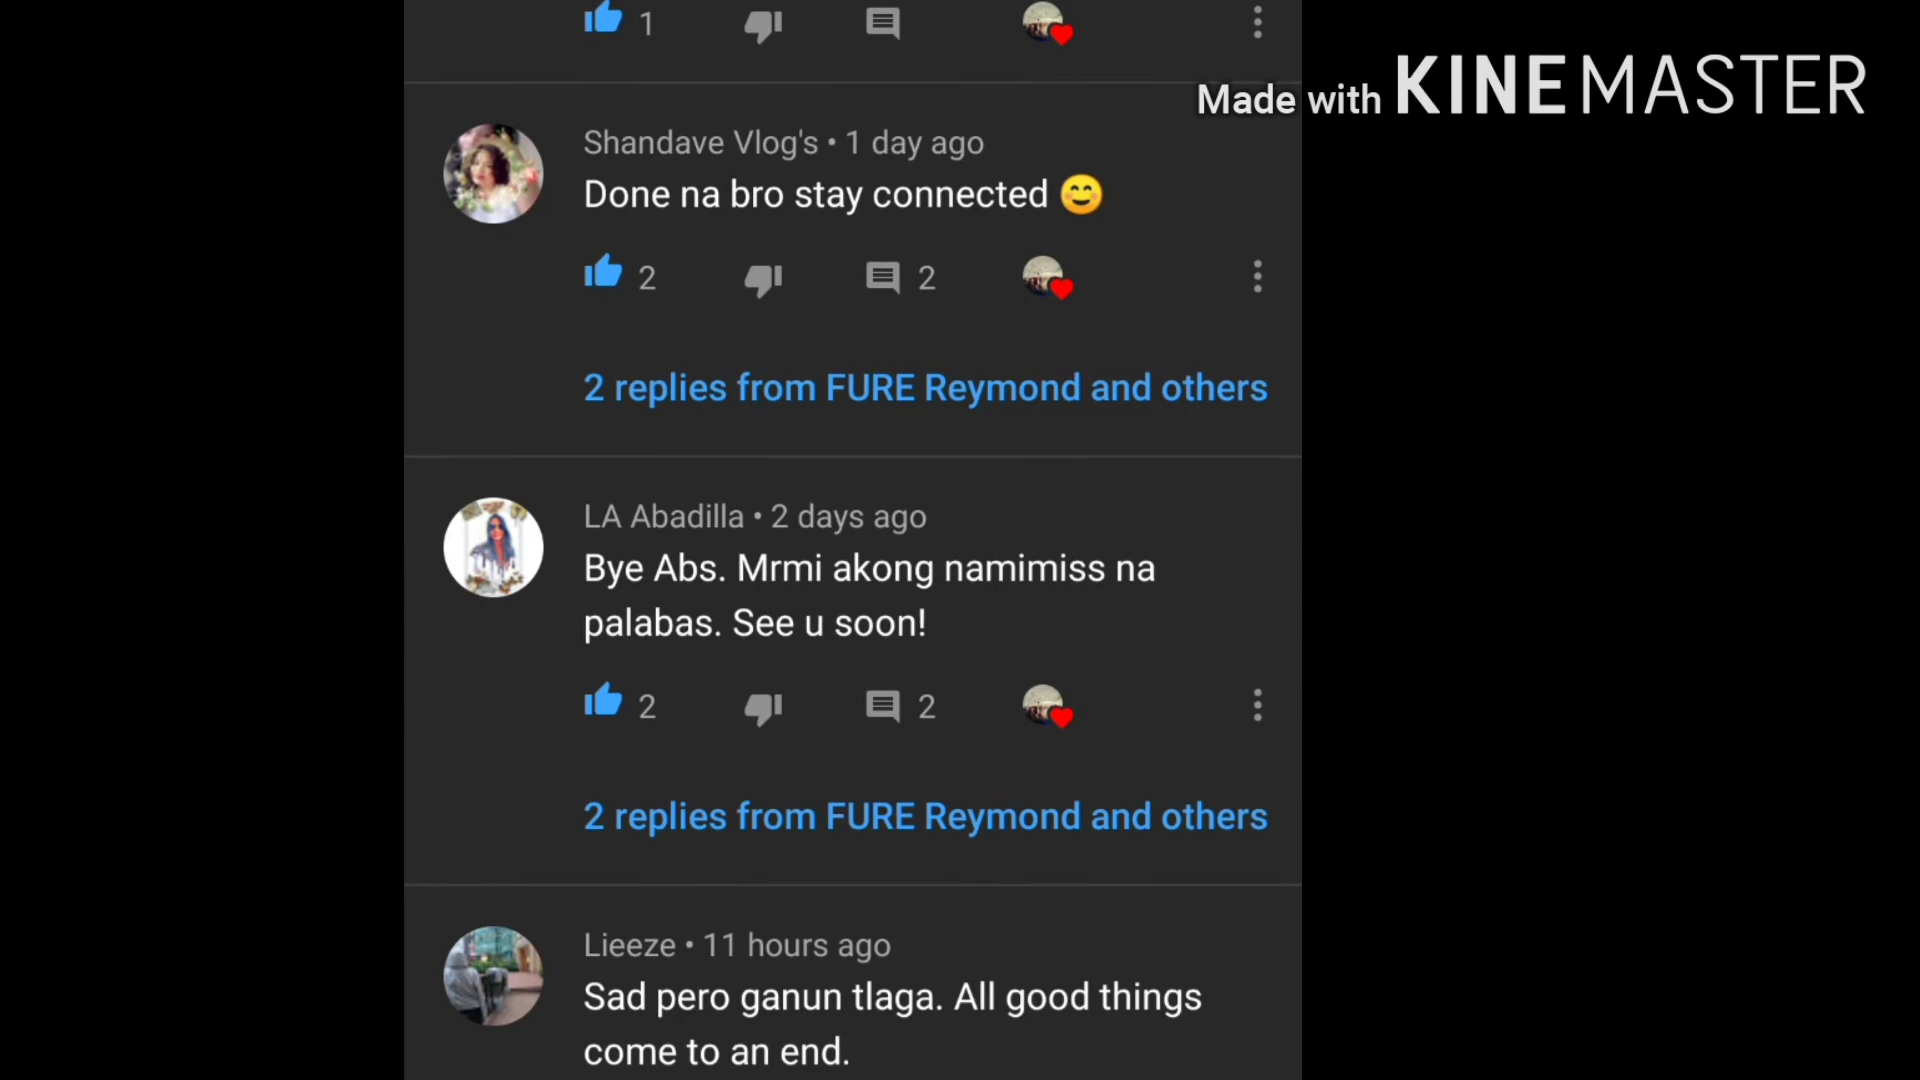 1
Made with KINEMASTER
Shandave Vlog's • 1 day ago
Done na bro stay connected 😊
2 2
2 replies from FURE Reymond and others
LA Abadilla • 2 days ago
Bye Abs. Mrmi akong namimiss na
palabas. See u soon!
2 2
2 replies from FURE Reymond and others
Lieeze • 11 hours ago
Sad pero ganun tlaga. All good things
come to an end.